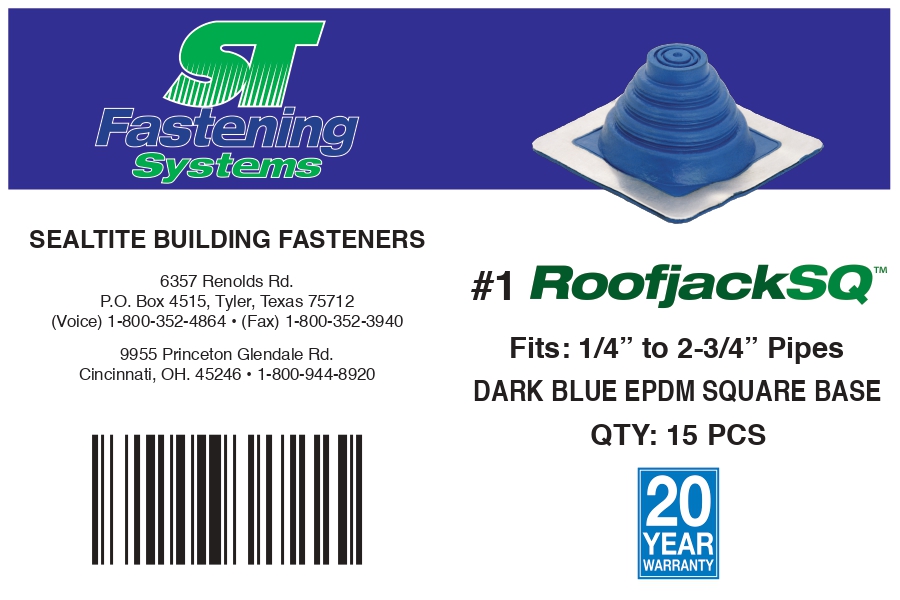 ST
Fastening
Systems
SEALTITE BUILDING FASTENERS
6357 Renolds Rd.
P.O. Box 4515, Tyler, Texas 75712
(Voice) 1-800-352-4864 • (Fax) 1-800-352-3940
9955 Princeton Glendale Rd.
Cincinnati, OH. 45246 • 1-800-944-8920
#1 RoofjackSQ™
Fits: 1/4” to 2-3/4” Pipes
DARK BLUE EPDM SQUARE BASE
QTY: 15 PCS
20
YEAR
WARRANTY